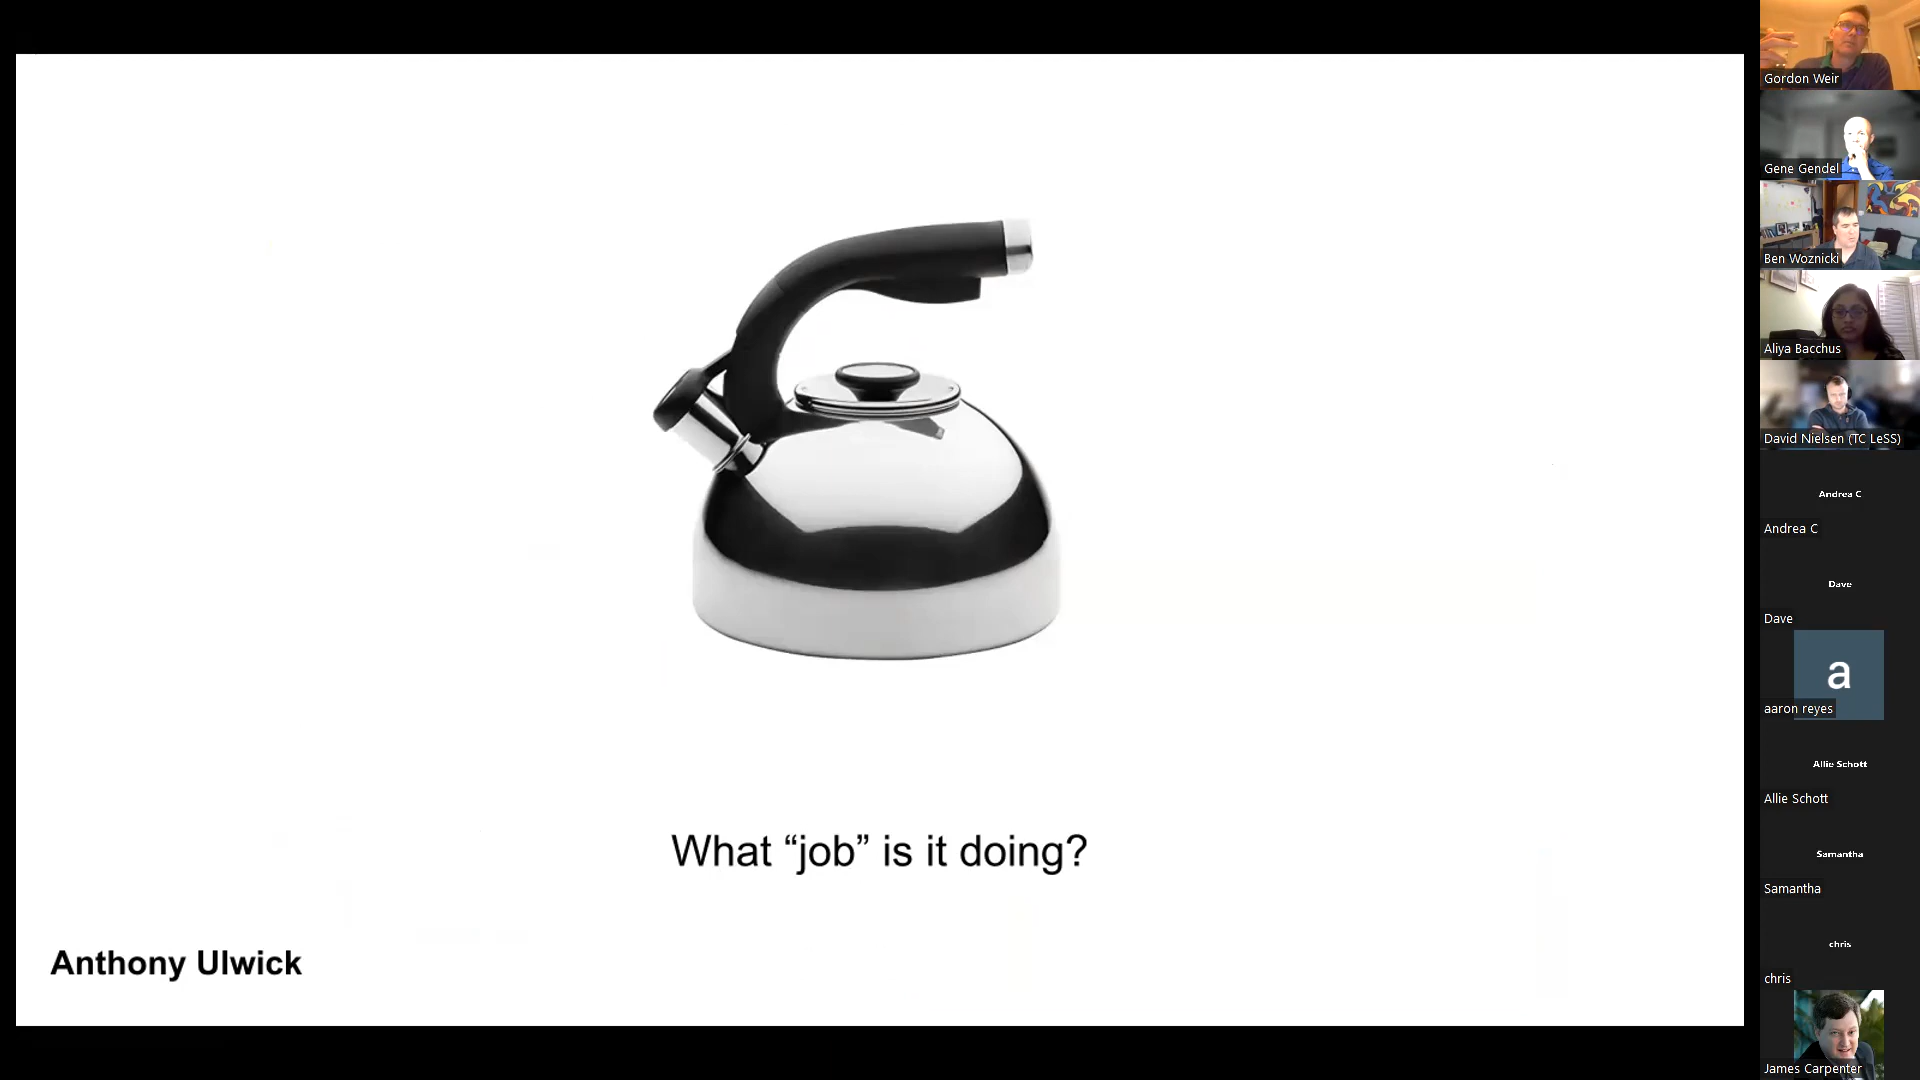 What “job” is it doing?
Anthony Ulwick
Gordon Weir
Gene Gendel
Ben Woznicki
Aliya Bacchus
David Nielsen (TC LeSS)
Andrea C
Andrea C
Dave
Dave
a
aaron reyes
Allie Schott
Allie Schott
Samantha
Samantha
chris
chris
James Carpenter